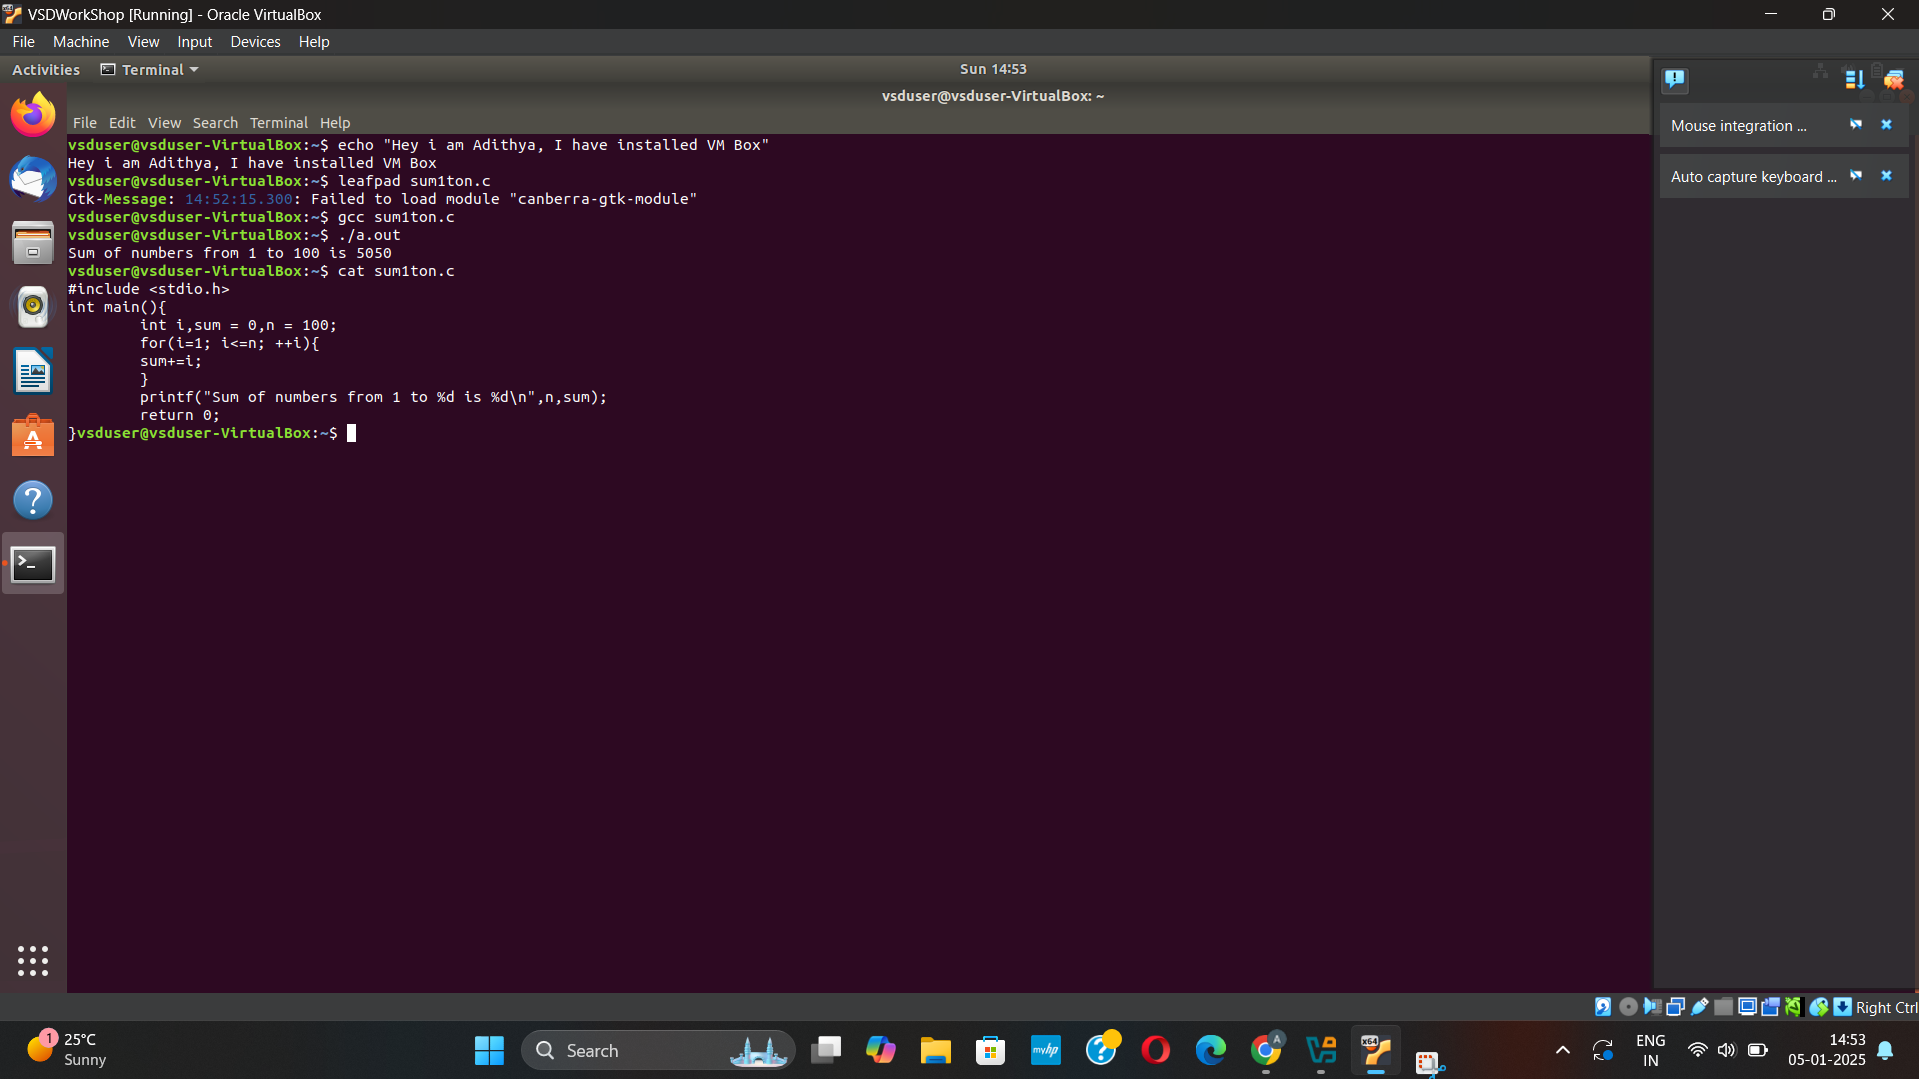 VSDWorkShop [Running] - Oracle VirtualBox
File Machine View Input Devices Help
Activities Terminal Sun 14:53
vsduser@vsduser-VirtualBox: ~
File Edit View Search Terminal Help
vsduser@vsduser-VirtualBox:~$ echo "Hey i am Adithya, I have installed VM Box"
Hey i am Adithya, I have installed VM Box
vsduser@vsduser-VirtualBox:~$ leafpad sum1ton.c
Gtk-Message: 14:52:15.300: Failed to load module "canberra-gtk-module"
vsduser@vsduser-VirtualBox:~$ gcc sum1ton.c
vsduser@vsduser-VirtualBox:~$ ./a.out
Sum of numbers from 1 to 100 is 5050
vsduser@vsduser-VirtualBox:~$ cat sum1ton.c
#include <stdio.h>
int main(){
        int i,sum = 0,n = 100;
        for(i=1; i<=n; ++i){
        sum+=i;
        }
        printf("Sum of numbers from 1 to %d is %d\n",n,sum);
        return 0;
}vsduser@vsduser-VirtualBox:~$
Mouse integration ...
Auto capture keyboard ...
Right Ctrl
1
25°C
Sunny
Search
myhp
A
x64
ENG
IN
14:53
05-01-2025